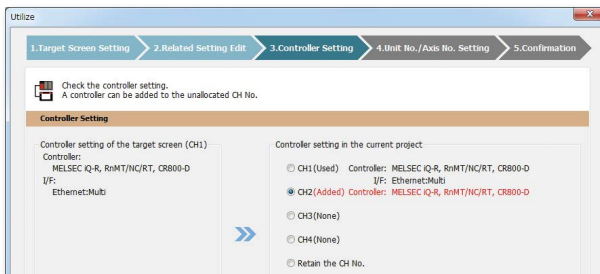 Utilize
1.Target Screen Setting 2.Related Setting Edit 3.Controller Setting 4.Unit No./Axis No. Setting 5.Confirmation
Check the controller setting.
A controller can be added to the unallocated CH No.
Controller Setting
Controller setting of the target screen (CH1)
Controller:
MELSEC iQ-R, RnMT/NC/RT, CR800-D
I/F:
Ethernet:Multi
Controller setting in the current project
CH1(Used) Controller: MELSEC iQ-R, RnMT/NC/RT, CR800-D
I/F: Ethernet:Multi
CH2(Added) Controller: MELSEC iQ-R, RnMT/NC/RT, CR800-D
CH3(None)
CH4(None)
Retain the CH No.